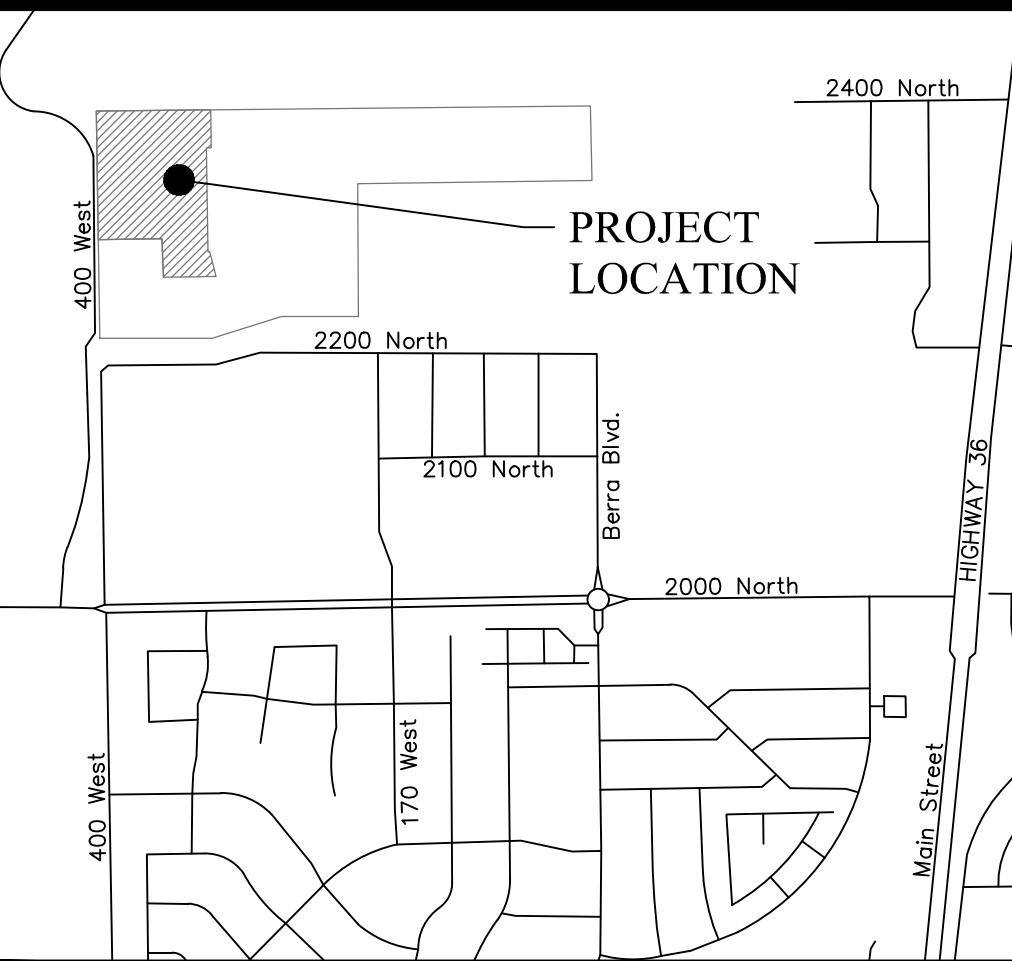 2400 North
400 West
PROJECT
LOCATION
2200 North
Berra Blvd.
2100 North
HIGHWAY 36
2000 North
170 West
400 West
Main Street